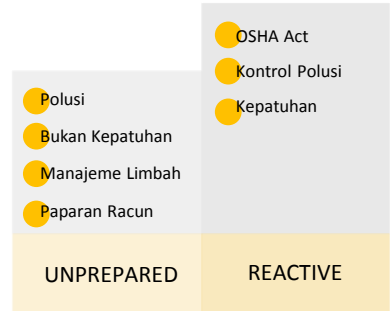 Polusi
Bukan Kepatuhan
Manajeme Limbah
Paparan Racun
UNPREPARED
OSHA Act
Kontrol Polusi
Kepatuhan
REACTIVE